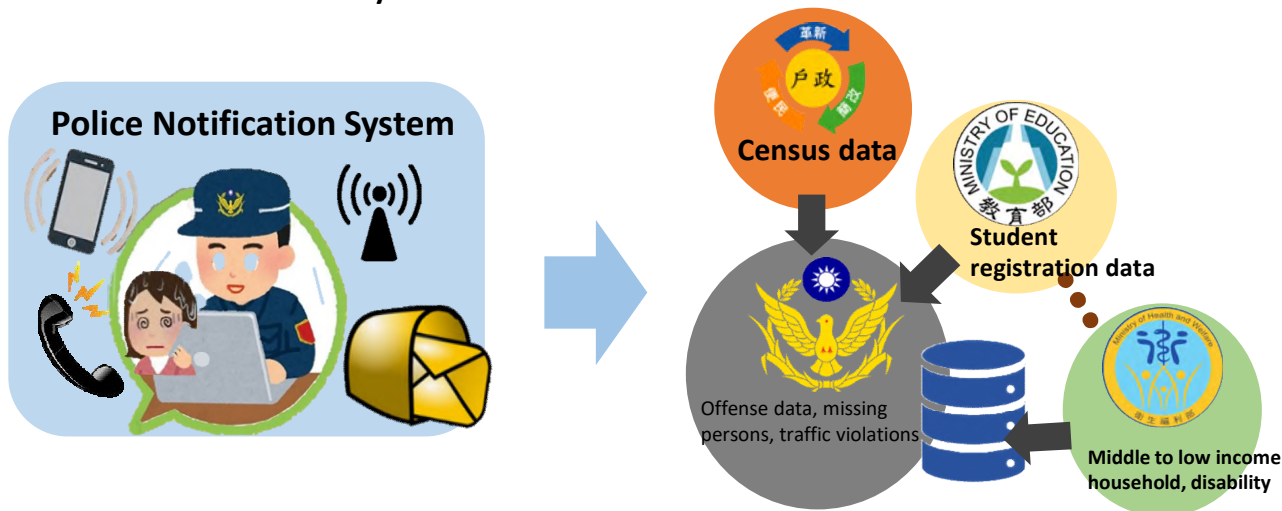 Police Notification System
革新
戶政
便民
簡政
Census data
MINISTRY OF EDUCATION
教育部
Student
registration data
Offense data, missing
persons, traffic violations
Ministry of Health and Welfare
衛生福利部
Middle to low income
household, disability